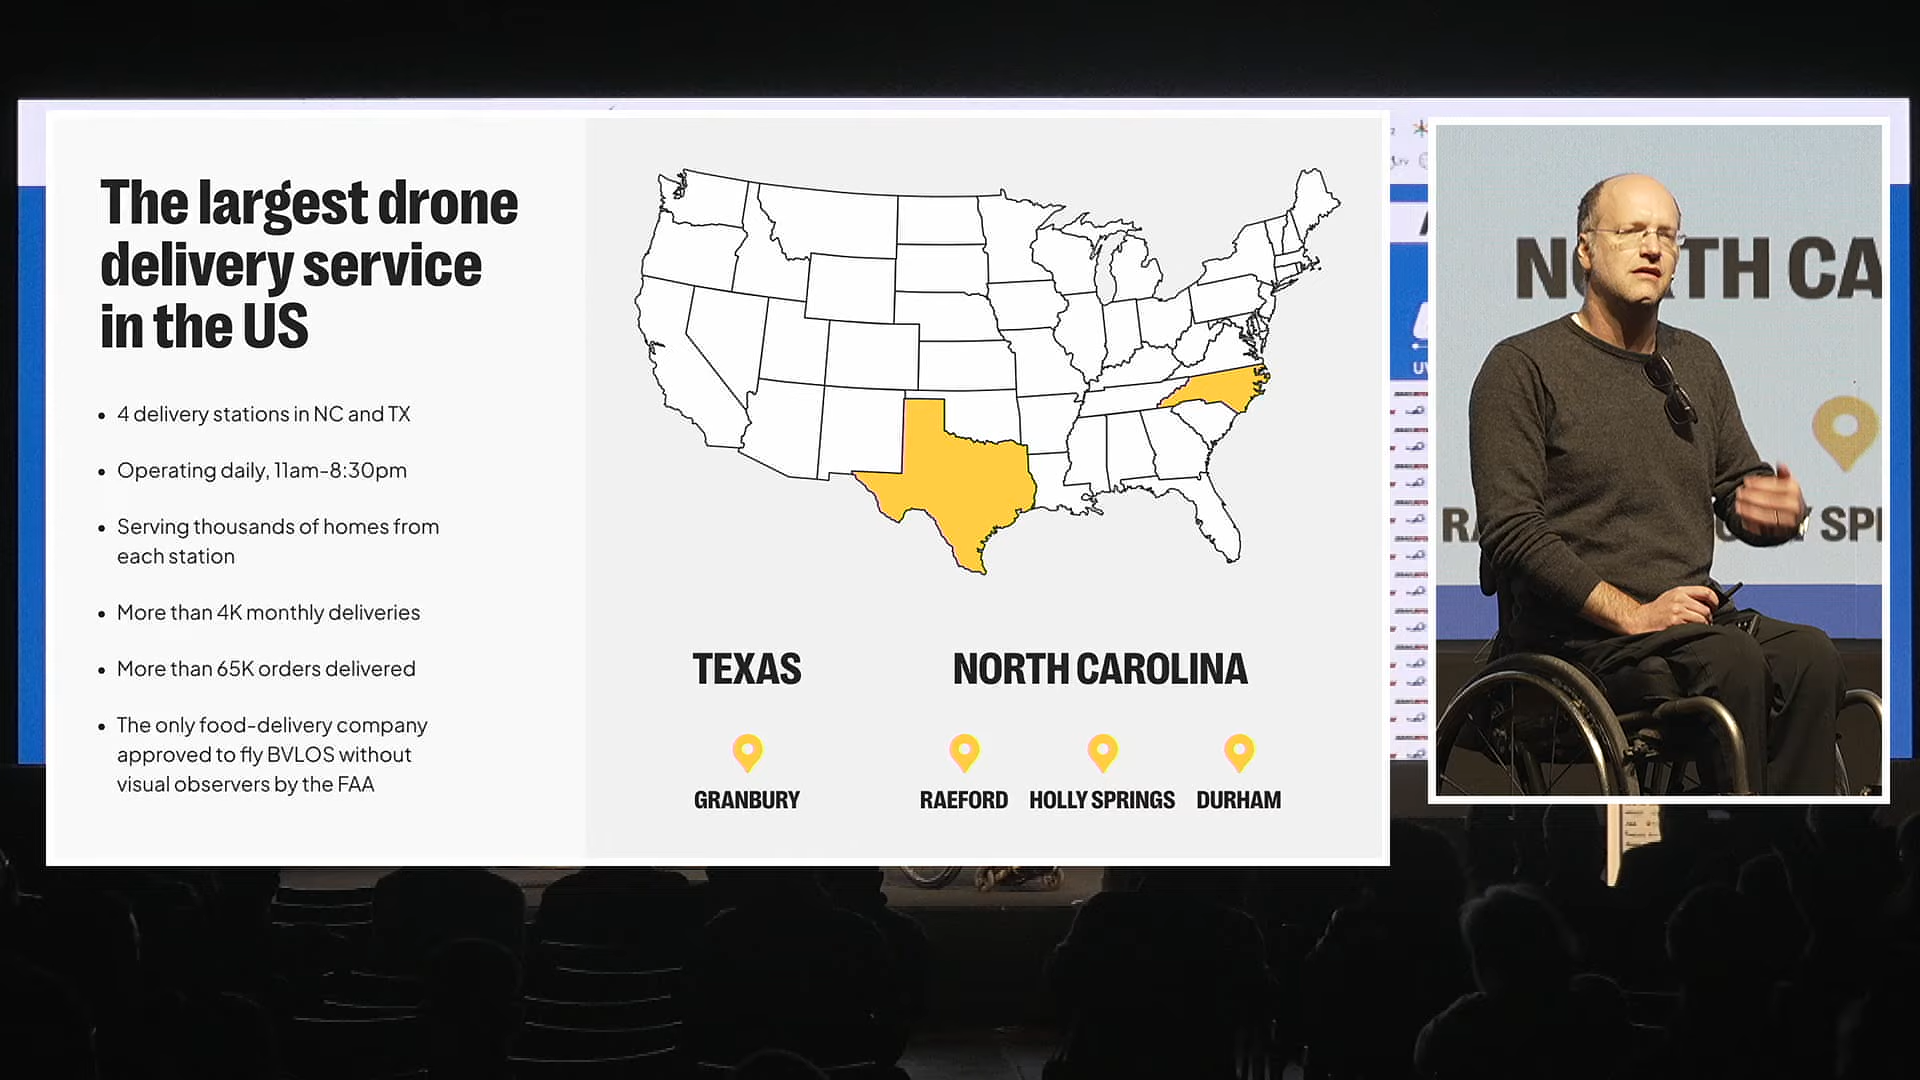 The largest drone
delivery service
in the US
• 4 delivery stations in NC and TX
• Operating daily, 11am-8:30pm
• Serving thousands of homes from
each station
• More than 4K monthly deliveries
• More than 65K orders delivered
• The only food-delivery company
approved to fly BVLOS without
visual observers by the FAA
TEXAS
NORTH CAROLINA
GRANBURY
RAEFORD
HOLLY SPRINGS
DURHAM
NORTH CA
SPI